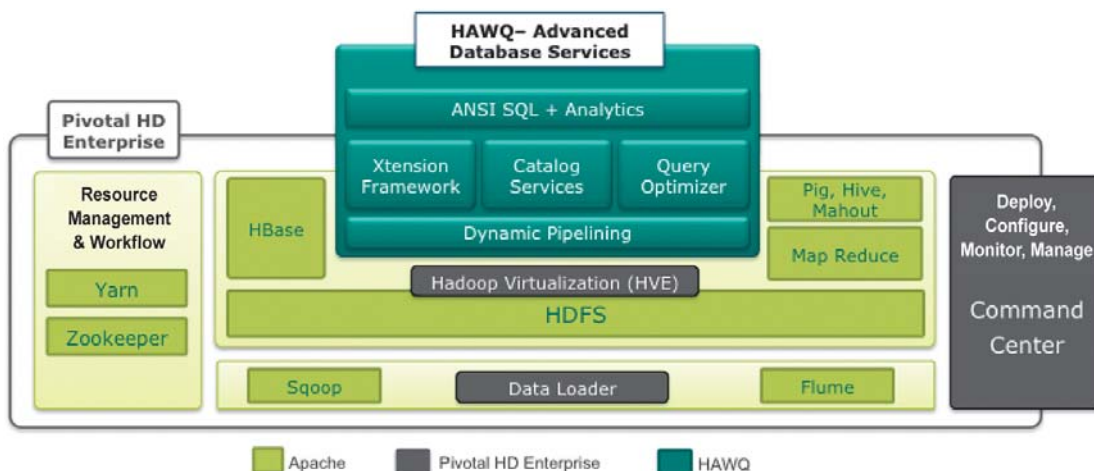 HAWQ– Advanced
Database Services
ANSI SQL + Analytics
Pivotal HD
Enterprise
Xtension
Framework
Catalog
Services
Query
Optimizer
Dynamic Pipelining
Resource
Management
& Workflow
Yarn
Zookeeper
HBase
Pig, Hive,
Mahout
Map Reduce
Hadoop Virtualization (HVE)
HDFS
Sqoop
Data Loader
Flume
Deploy,
Configure,
Monitor, Manage
Command
Center
Apache
Pivotal HD Enterprise
HAWQ